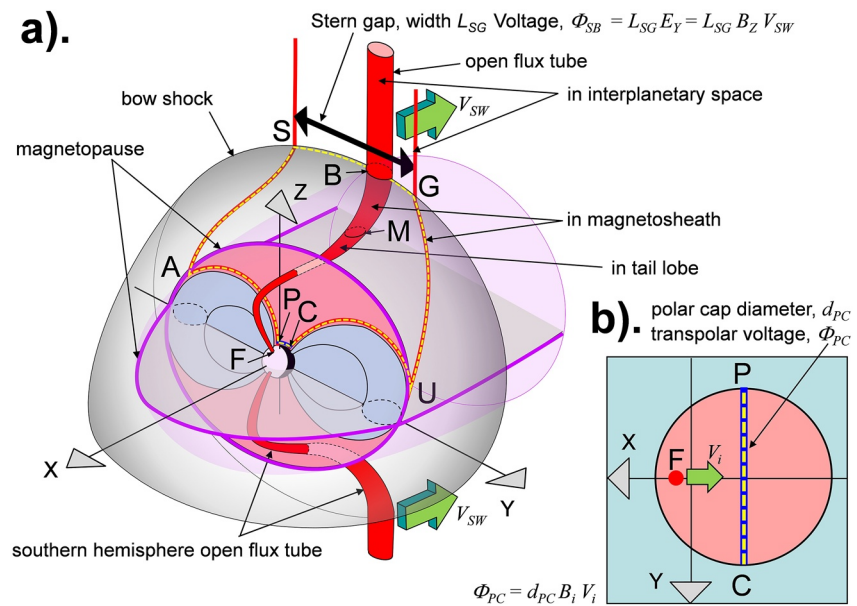 a).
Stern gap, width L_SG Voltage, Φ_SB = L_SG E_Y = L_SG B_Z V_SW
open flux tube
bow shock
in interplanetary space
V_SW
magnetopause
S
B
G
Z
M
in magnetosheath
A
in tail lobe
P
C
F
U
X
Y
V_SW
southern hemisphere open flux tube
b).
polar cap diameter, d_PC
transpolar voltage, Φ_PC
P
X
F
V_i
Y
C
Φ_PC = d_PC B_i V_i